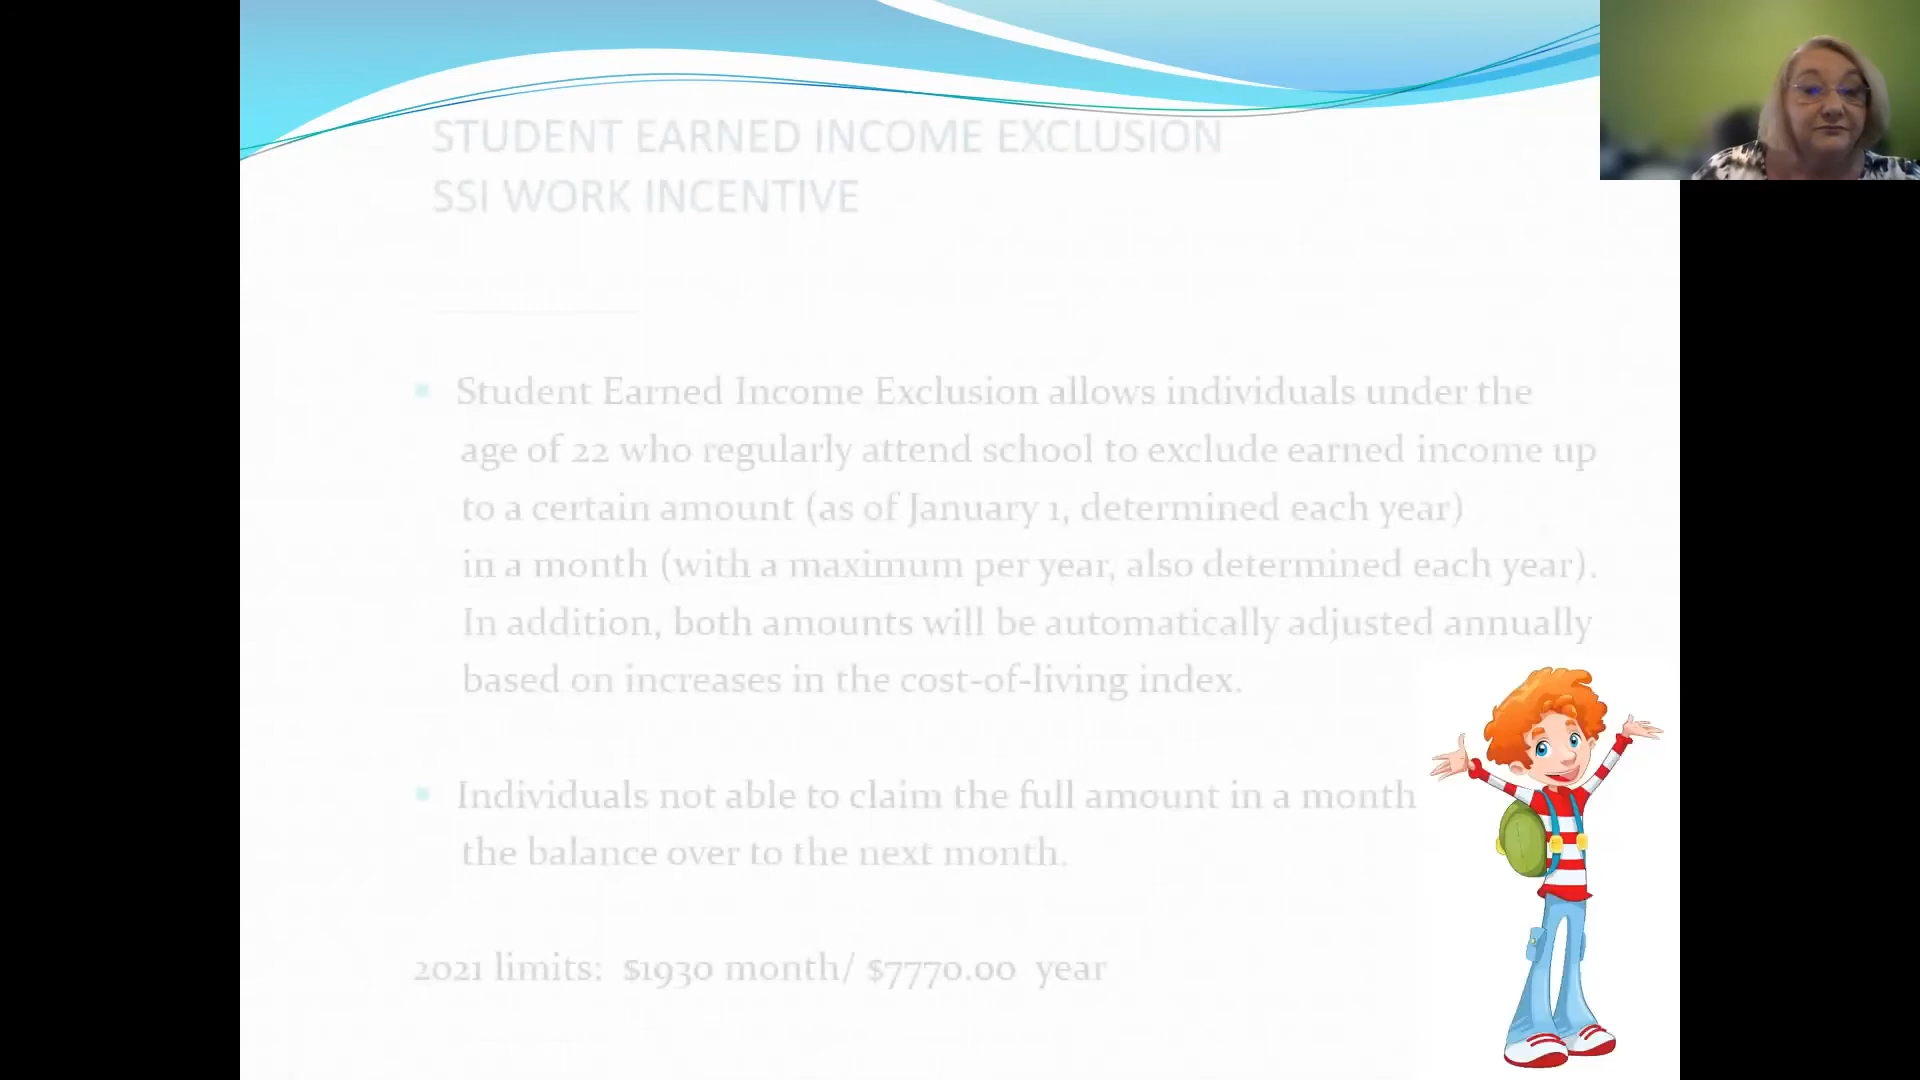 STUDENT EARNED INCOME EXCLUSION
SSI WORK INCENTIVE
Student Earned Income Exclusion allows individuals under the
age of 22 who regularly attend school to exclude earned income up
to a certain amount (as of January 1, determined each year)
in a month (with a maximum per year, also determined each year).
In addition, both amounts will be automatically adjusted annually
based on increases in the cost-of-living index.
Individuals not able to claim the full amount in a month
the balance over to the next month.
2021 limits: $1930 month/ $7770.00 year